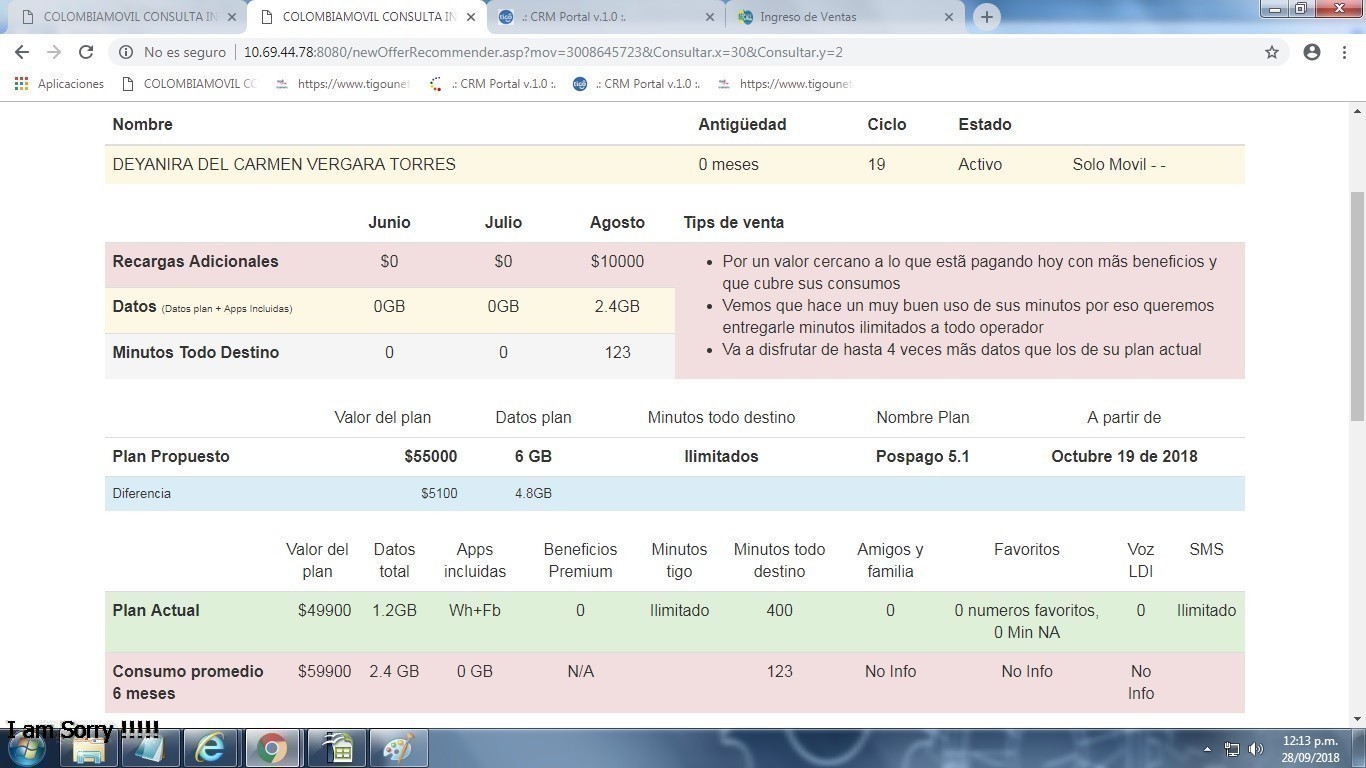 COLOMBIAMOVIL CONSULTA IN
COLOMBIAMOVIL CONSULTA IN
.: CRM Portal v.1.0 :.
Ingreso de Ventas
No es seguro | 10.69.44.78:8080/newOfferRecommender.asp?mov=3008645723&Consultar.x=30&Consultar.y=2
Aplicaciones COLOMBIAMOVIL CO https://www.tigoune .: CRM Portal v.1.0 :. tigo .: CRM Portal v.1.0 :. https://www.tigoune
Nombre Antigüedad Ciclo Estado
DEYANIRA DEL CARMEN VERGARA TORRES 0 meses 19 Activo Solo Movil - -
Junio Julio Agosto Tips de venta
Recargas Adicionales $0 $0 $10000
Datos (Datos plan + Apps Incluidas) 0GB 0GB 2.4GB
Minutos Todo Destino 0 0 123
• Por un valor cercano a lo que estã pagando hoy con mãs beneficios y
que cubre sus consumos
• Vemos que hace un muy buen uso de sus minutos por eso queremos
entregarle minutos ilimitados a todo operador
• Va a disfrutar de hasta 4 veces mãs datos que los de su plan actual
Valor del plan Datos plan Minutos todo destino Nombre Plan A partir de
Plan Propuesto $55000 6 GB Ilimitados Pospago 5.1 Octubre 19 de 2018
Diferencia $5100 4.8GB
Valor del plan Datos total Apps incluidas Beneficios Premium Minutos tigo Minutos todo destino Amigos y familia Favoritos Voz LDI SMS
Plan Actual $49900 1.2GB Wh+Fb 0 Ilimitado 400 0 0 numeros favoritos, 0 Min NA 0 Ilimitado
Consumo promedio 6 meses $59900 2.4 GB 0 GB N/A 123 No Info No Info No Info
I am Sorry !!!!!
12:13 p.m.
28/09/2018